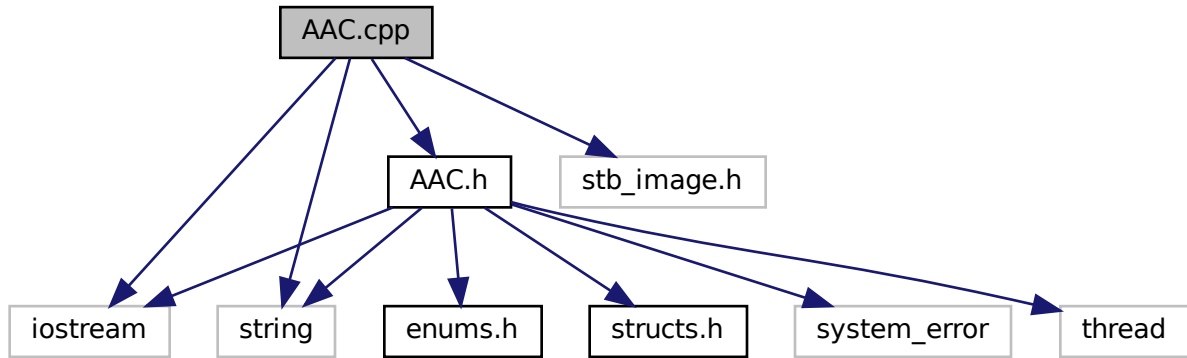 AAC.cpp
AAC.h
stb_image.h
iostream
string
enums.h
structs.h
system_error
thread